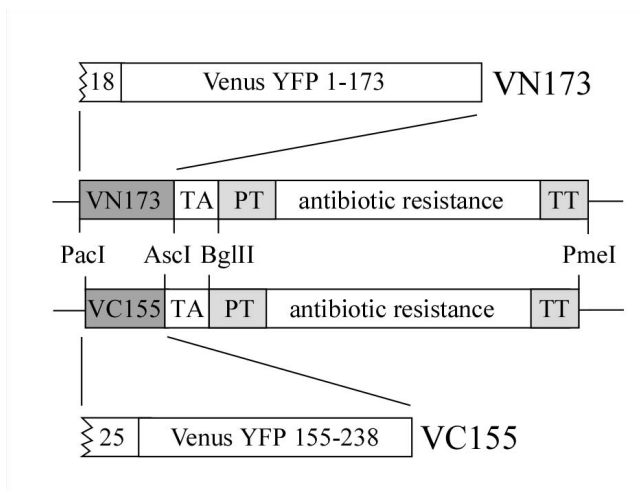 18 Venus YFP 1-173 VN173
VN173 TA PT antibiotic resistance TT
PacI AscI BglII PmeI
VC155 TA PT antibiotic resistance TT
25 Venus YFP 155-238 VC155